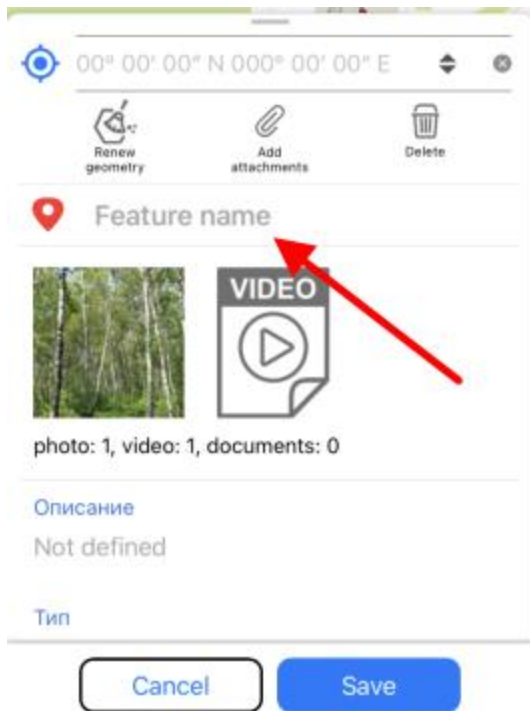 00° 00' 00" N 000° 00' 00" E
Renew
geometry
Add
attachments
Delete
Feature name
VIDEO
photo: 1, video: 1, documents: 0
Описание
Not defined
Тип
Cancel
Save